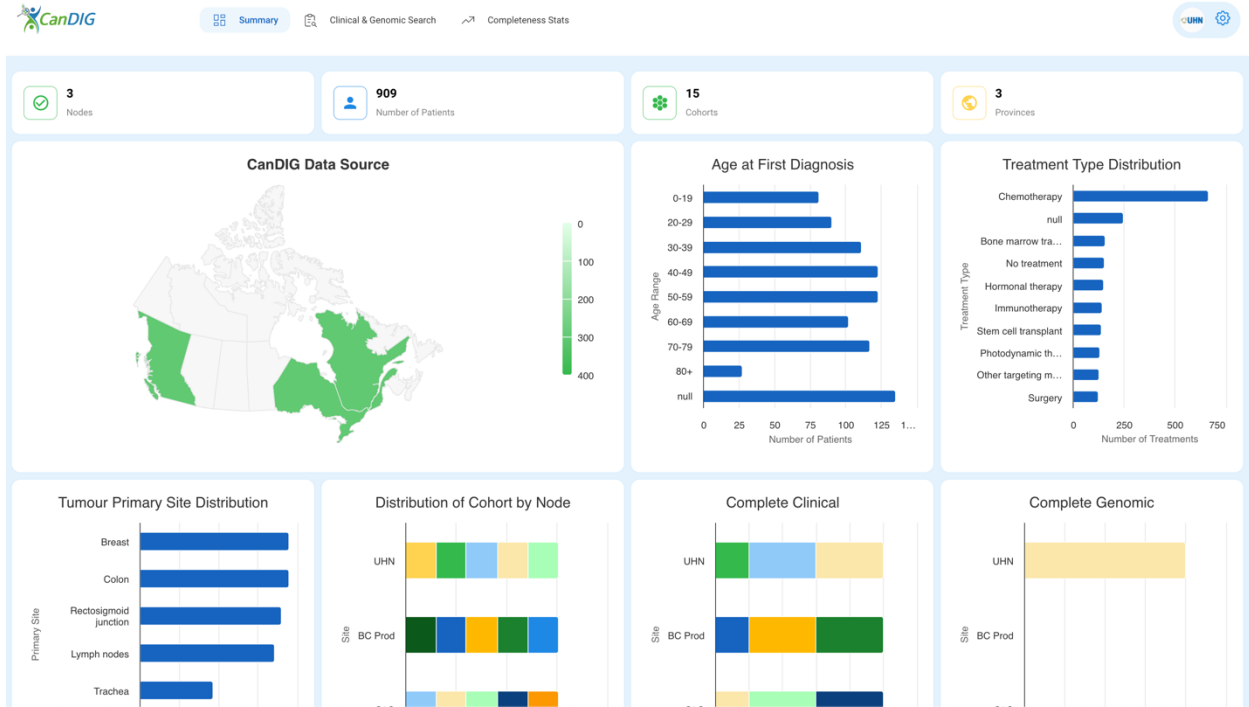 CanDIG
Summary
Clinical & Genomic Search
Completeness Stats
UHN
3
Nodes
909
Number of Patients
15
Cohorts
3
Provinces
CanDIG Data Source
0
100
200
300
400
Age at First Diagnosis
Age Range
0-19
20-29
30-39
40-49
50-59
60-69
70-79
80+
null
0 25 50 75 100 125 1...
Number of Patients
Treatment Type Distribution
Treatment Type
Chemotherapy
null
Bone marrow tra...
No treatment
Hormonal therapy
Immunotherapy
Stem cell transplant
Photodynamic th...
Other targeting m...
Surgery
0 250 500 750
Number of Treatments
Tumour Primary Site Distribution
Primary Site
Breast
Colon
Rectosigmoid
junction
Lymph nodes
Trachea
Distribution of Cohort by Node
Site
UHN
BC Prod
Complete Clinical
Site
UHN
BC Prod
Complete Genomic
Site
UHN
BC Prod